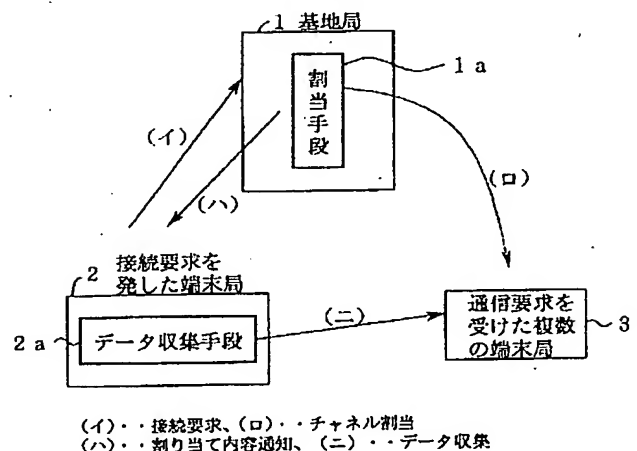 1 基地局
割当手段
1 a
(イ)
(ロ)
(ハ)
2 接続要求を
発した端末局
2 a
データ収集手段
(ニ)
通信要求を
受けた複数
の端末局
3
(イ)・・接続要求、(ロ)・・チャネル割当
(ハ)・・割り当て内容通知、(ニ)・・データ収集